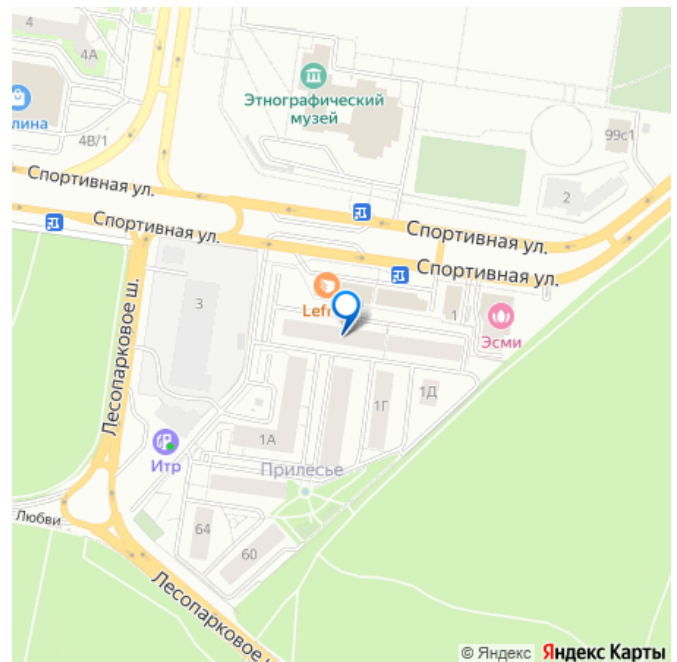 4
4А
Этнографический
музей
лина
4В/1
99с1
2
Спортивная ул.
Спортивная ул.
Спортивная ул.
Спортивная ул.
3
Лесопарковое ш.
Lef
1
Эсми
1Д
1Г
1А
Итр
Прилесье
Любви
64
60
Лесопарковое
© Яндекс Яндекс Карты